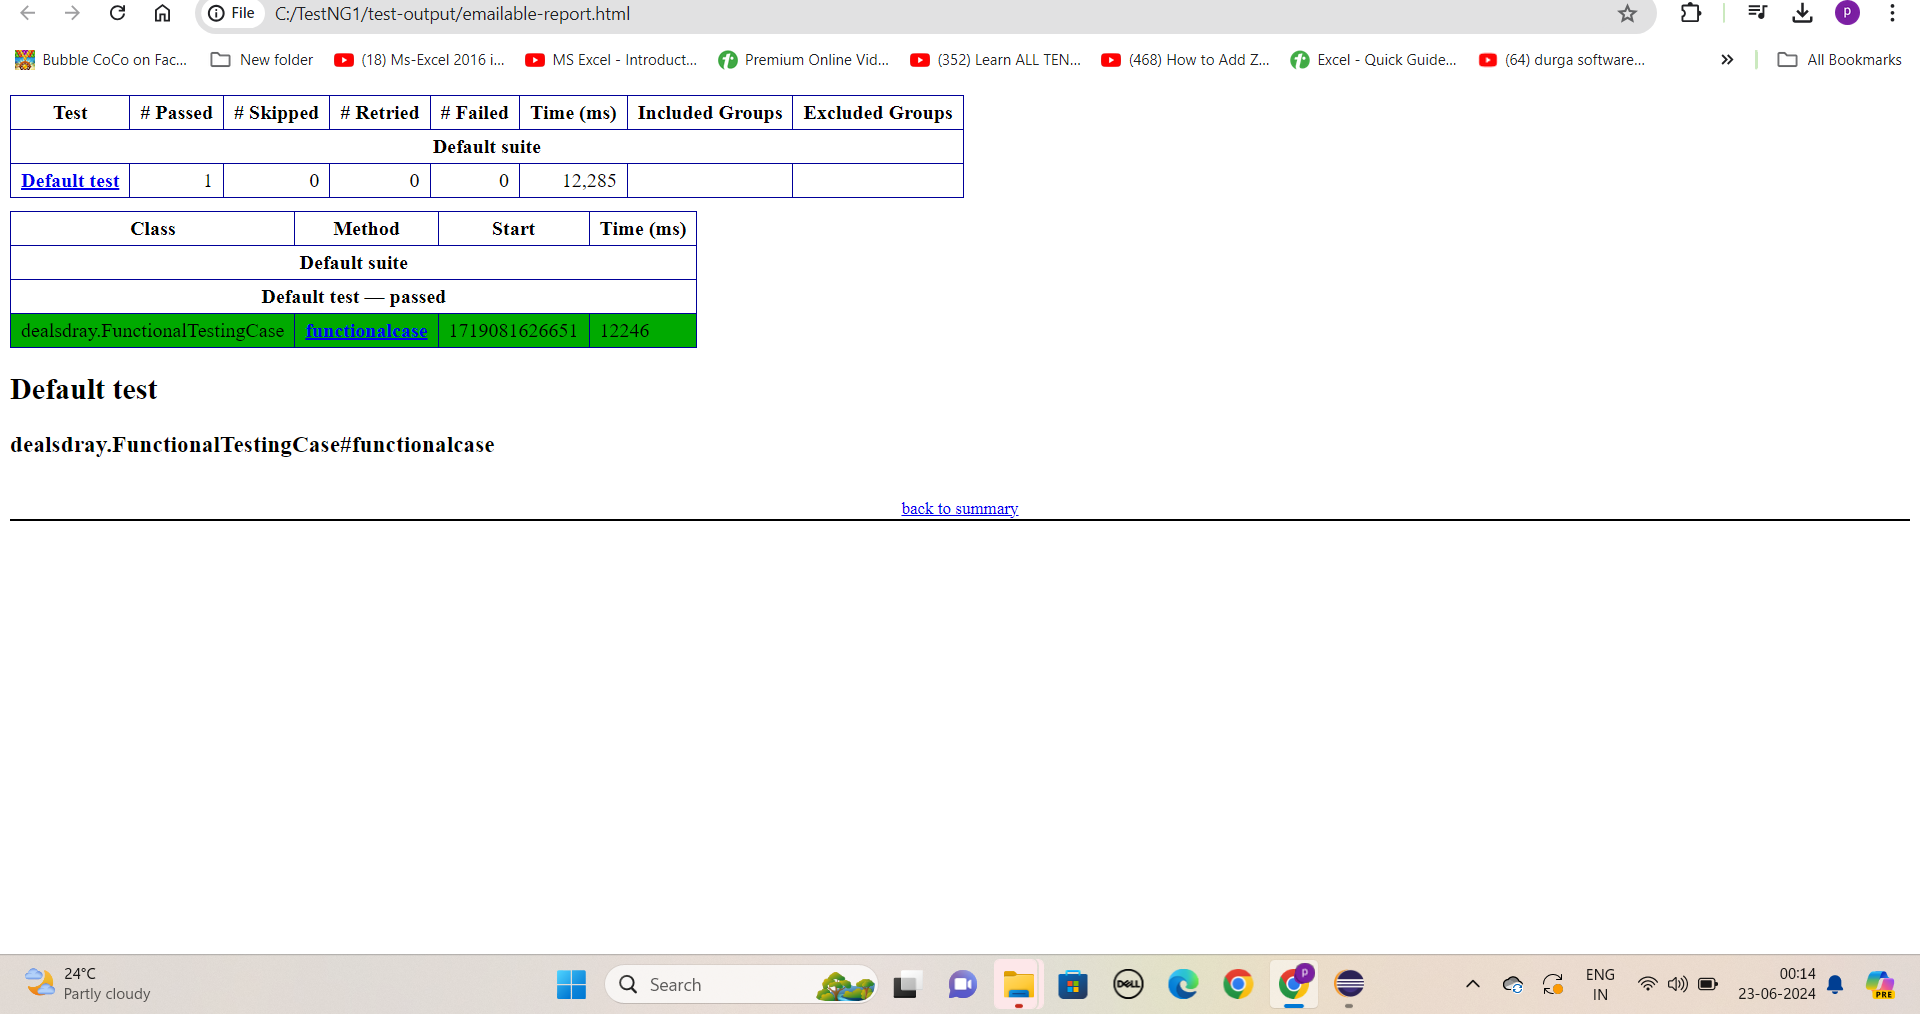 File C:/TestNG1/test-output/emailable-report.html P
Bubble CoCo on Fac... New folder (18) Ms-Excel 2016 i... MS Excel - Introduct... Premium Online Vid... (352) Learn ALL TEN... (468) How to Add Z... Excel - Quick Guide... (64) durga software... » All Bookmarks
Test # Passed # Skipped # Retried # Failed Time (ms) Included Groups Excluded Groups
Default suite
Default test 1 0 0 0 12,285
Class Method Start Time (ms)
Default suite
Default test — passed
dealsdray.FunctionalTestingCase functionalcase 1719081626651 12246
Default test
dealsdray.FunctionalTestingCase#functionalcase
back to summary
24°C
Partly cloudy
Search
DELL
P
ENG
IN
00:14
23-06-2024
PRE